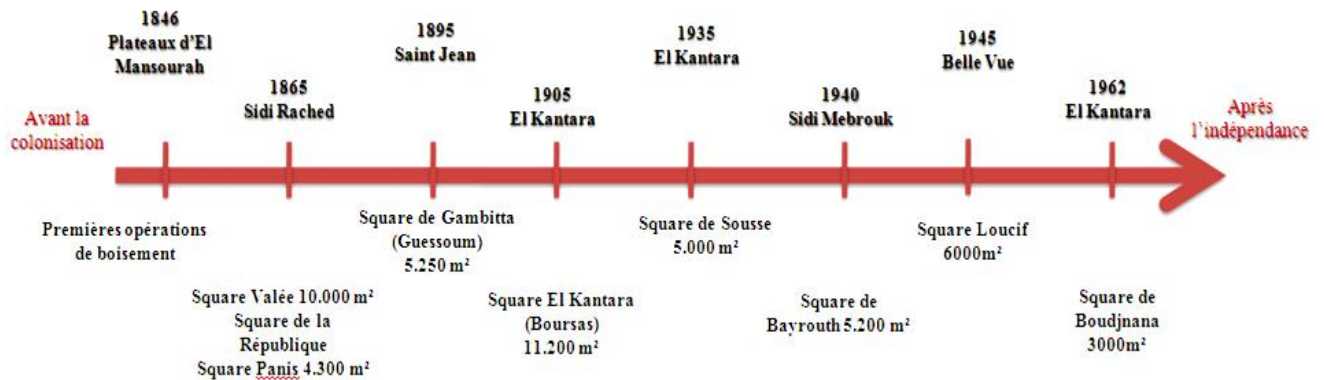 1846
Plateaux d'El
Mansourah
1865
Sidi Rached
1895
Saint Jean
1905
El Kantara
1935
El Kantara
1940
Sidi Mebrouk
1945
Belle Vue
1962
El Kantara
Avant la
colonisation
Après
l'indépendance
Premières opérations
de boisement
Square Valée 10.000 m²
Square de la
République
Square Panis 4.300 m²
Square de Gambitta
(Guessoum)
5.250 m²
Square El Kantara
(Boursas)
11.200 m²
Square de Sousse
5.000 m²
Square de
Bayrouth 5.200 m²
Square Loucif
6000m²
Square de
Boudjnana
3000m²